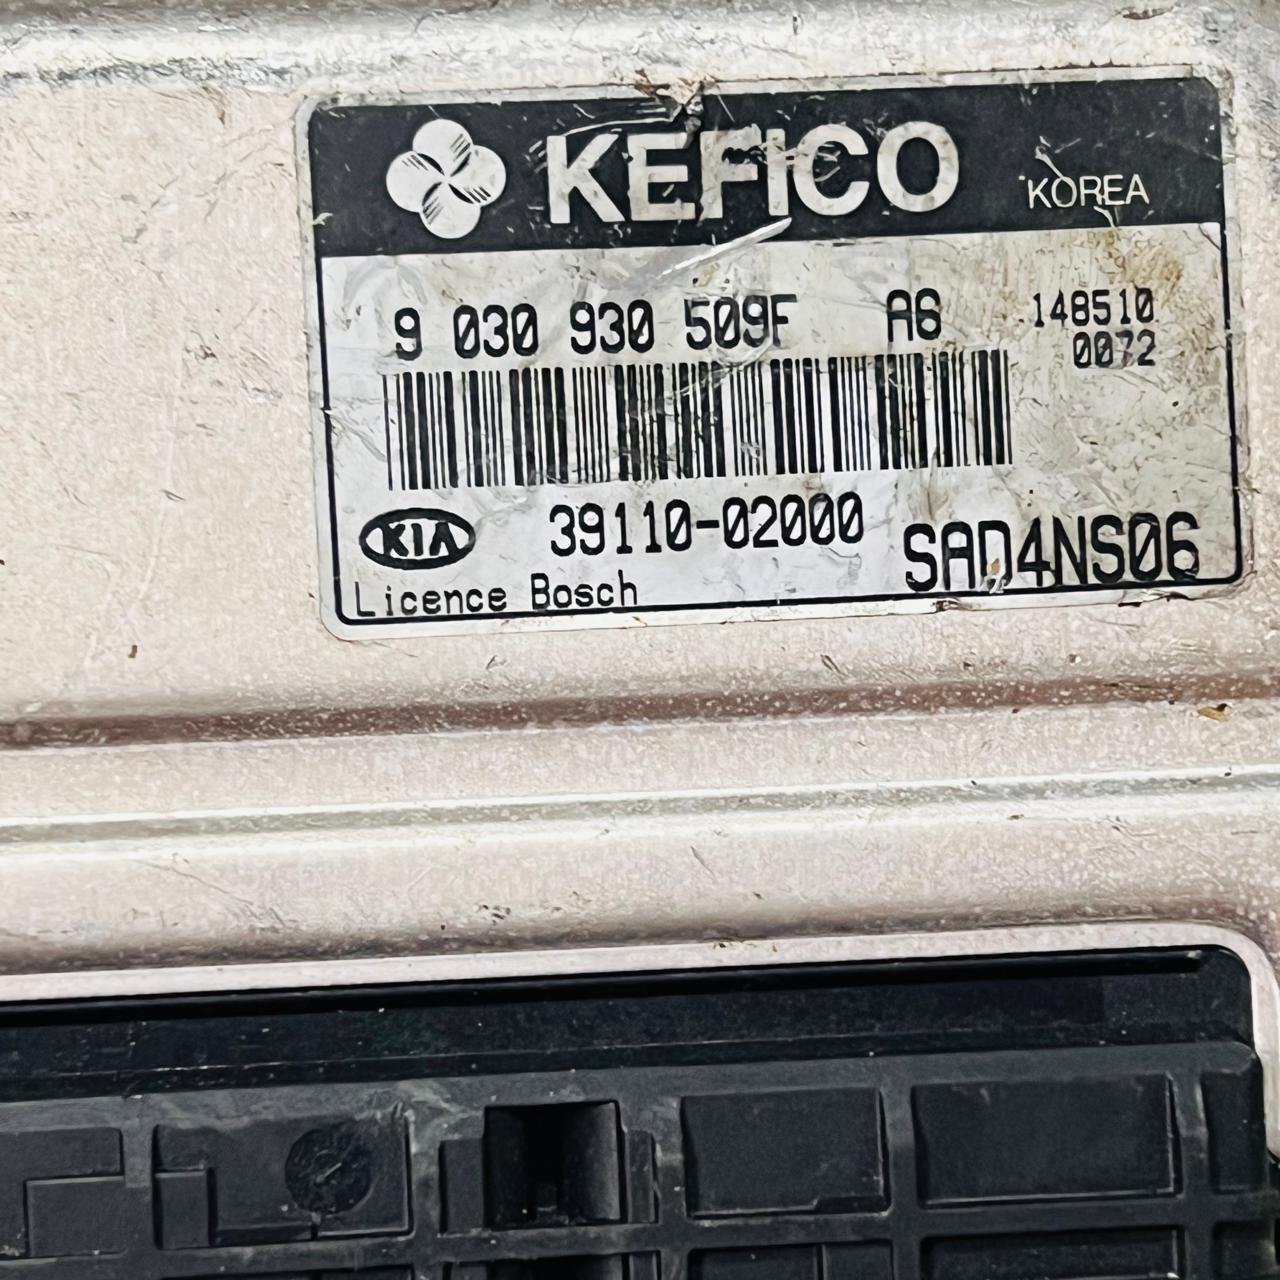 KEFICO KOREA
9 030 930 509F A6 148510
0072
KIA 39110-02000 SAD4NS06
Licence Bosch